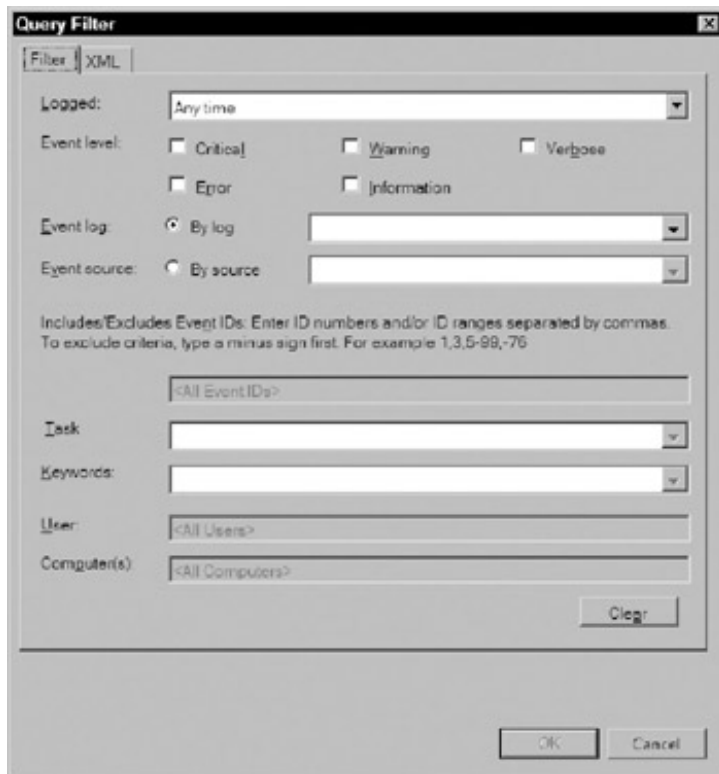 Query Filter
Filter XML
Logged: Any time
Event level: Critical Warning Verbose
Error Information
Event log: By log
Event source: By source
Includes/Excludes Event IDs: Enter ID numbers and/or ID ranges separated by commas.
To exclude criteria, type a minus sign first. For example 1,3,5-99,-76
<All Event IDs>
Task
Keywords:
User: <All Users>
Computer(s) <All Computers>
Clear
OK Cancel